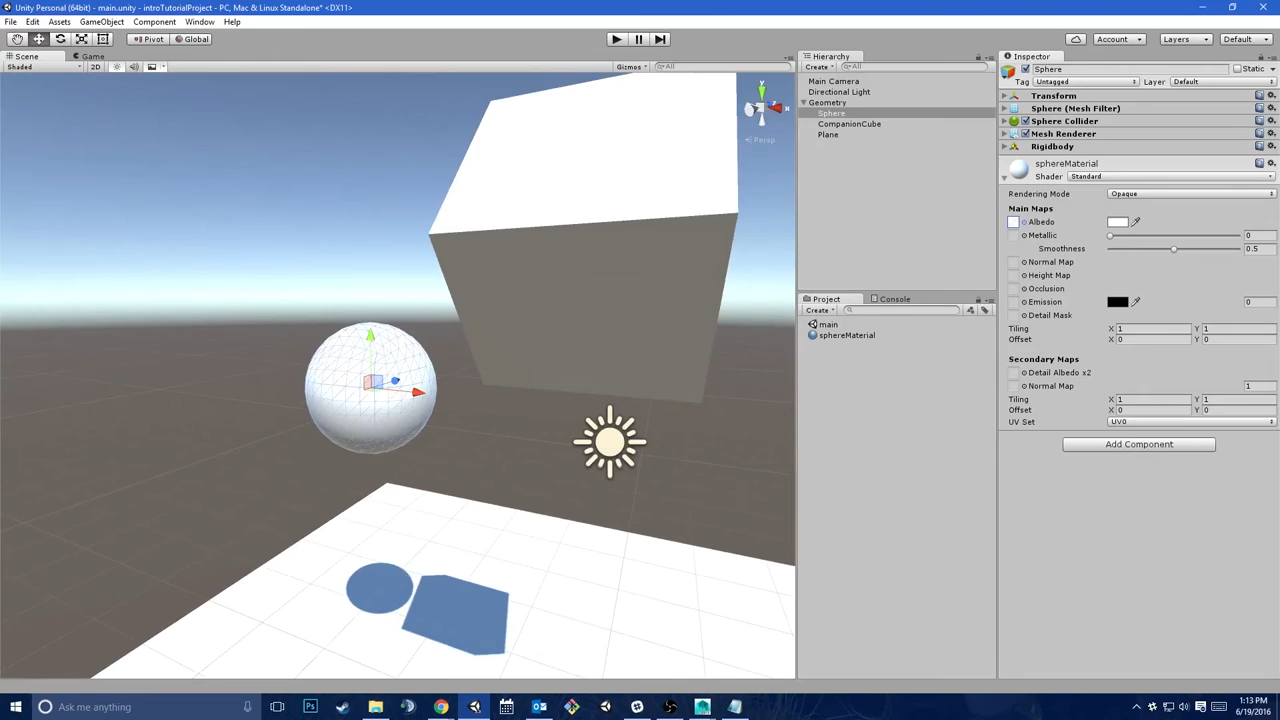 Unity Personal (64bit) - main.unity - introTutorialProject - PC, Mac & Linux Standalone* <DX11>
File Edit Assets GameObject Component Window Help
Pivot Global Account Layers Default
Scene Game
Shaded 2D Gizmos All
y
x
Persp
Hierarchy
Create All
Main Camera
Directional Light
Geometry
Sphere
CompanionCube
Plane
Project Console
Create
main
sphereMaterial
Inspector
Sphere Static
Tag Untagged Layer Default
Transform
Sphere (Mesh Filter)
Sphere Collider
Mesh Renderer
Rigidbody
sphereMaterial
Shader Standard
Rendering Mode Opaque
Main Maps
Albedo
Metallic 0
Smoothness 0.5
Normal Map
Height Map
Occlusion
Emission 0
Detail Mask
Tiling X 1 Y 1
Offset X 0 Y 0
Secondary Maps
Detail Albedo x2
Normal Map 1
Tiling X 1 Y 1
Offset X 0 Y 0
UV Set UV0
Add Component
Ask me anything
1:13 PM
6/19/2016